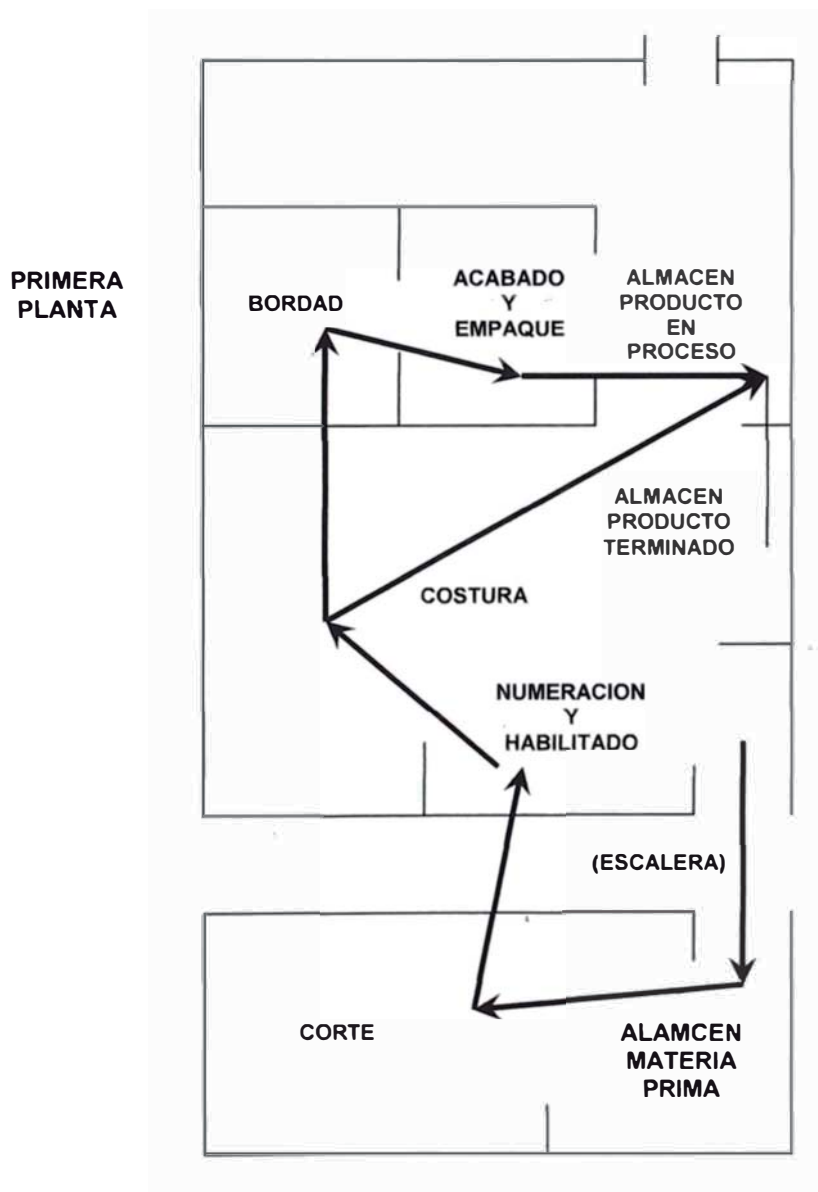 PRIMERA
PLANTA
BORDAD
ACABADO
Y
EMPAQUE
ALMACEN
PRODUCTO
EN
PROCESO
ALMACEN
PRODUCTO
TERMINADO
COSTURA
NUMERACION
Y
HABILITADO
(ESCALERA)
CORTE
ALAMCEN
MATERIA
PRIMA